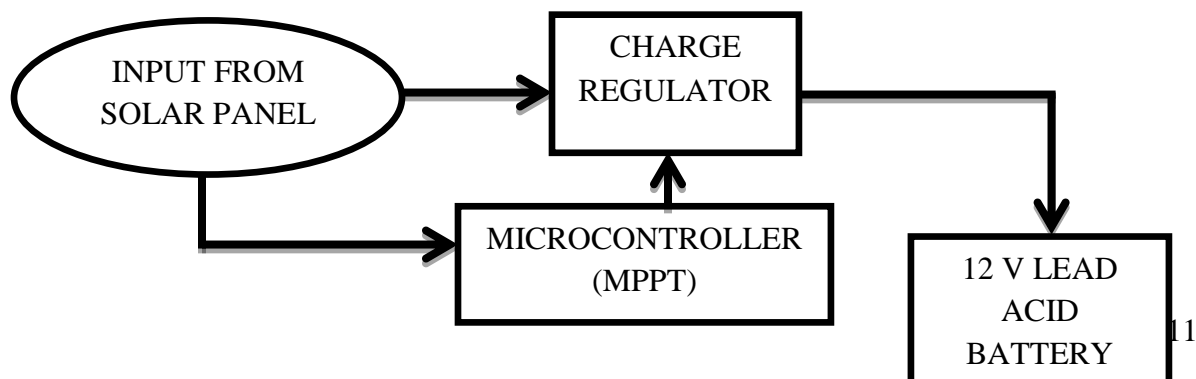 INPUT FROM
SOLAR PANEL
CHARGE
REGULATOR
MICROCONTROLLER
(MPPT)
12 V LEAD
ACID
BATTERY
11